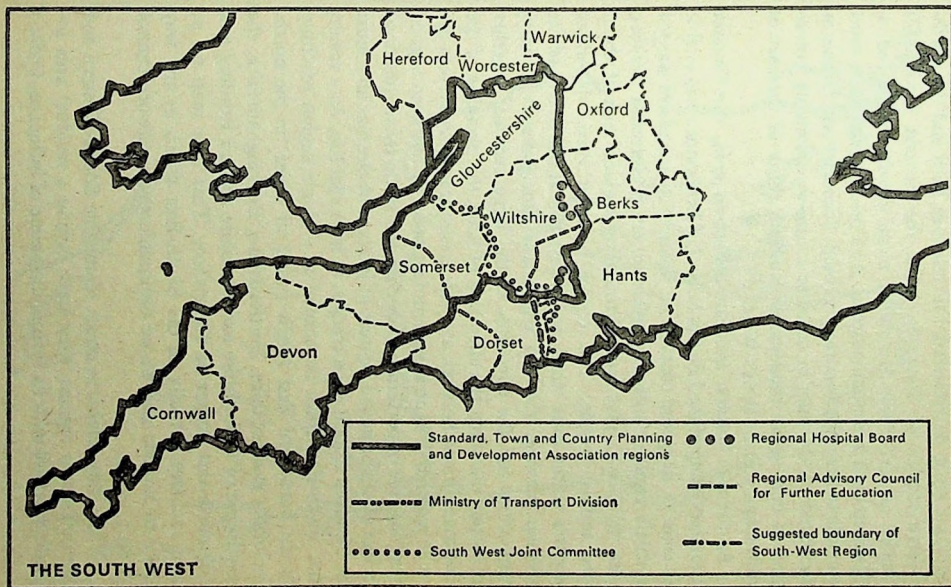 Warwick
Hereford
Worcester
Oxford
Gloucestershire
Wiltshire
Berks
Somerset
Hants
Dorset
Devon
Cornwall
Standard, Town and Country Planning
and Development Association regions
Ministry of Transport Division
South West Joint Committee
Regional Hospital Board
Regional Advisory Council
for Further Education
Suggested boundary of
South-West Region
THE SOUTH WEST